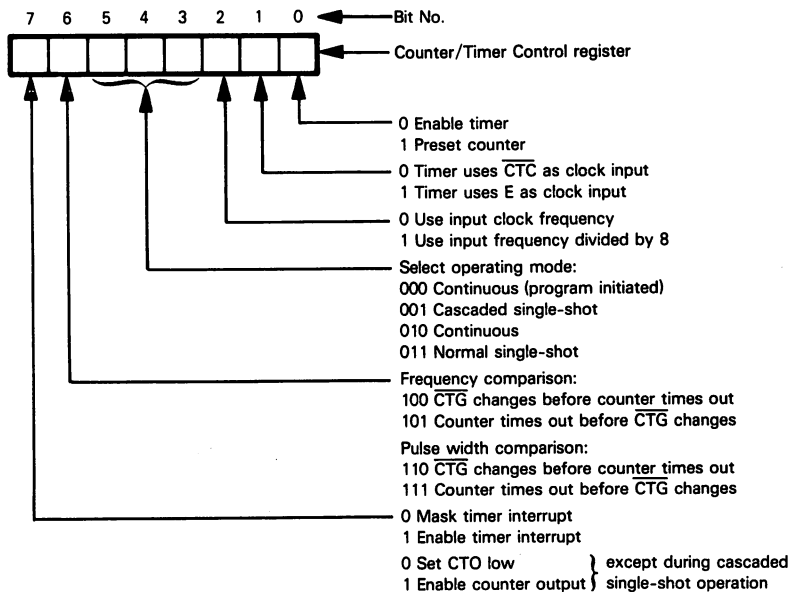 7 6 5 4 3 2 1 0 Bit No.
Counter/Timer Control register
0 Enable timer
1 Preset counter
0 Timer uses C̅T̅C̅ as clock input
1 Timer uses E as clock input
0 Use input clock frequency
1 Use input frequency divided by 8
Select operating mode:
000 Continuous (program initiated)
001 Cascaded single-shot
010 Continuous
011 Normal single-shot
Frequency comparison:
100 C̅T̅G̅ changes before counter times out
101 Counter times out before C̅T̅G̅ changes
Pulse width comparison:
110 C̅T̅G̅ changes before counter times out
111 Counter times out before C̅T̅G̅ changes
0 Mask timer interrupt
1 Enable timer interrupt
0 Set CTO low } except during cascaded
1 Enable counter output } single-shot operation